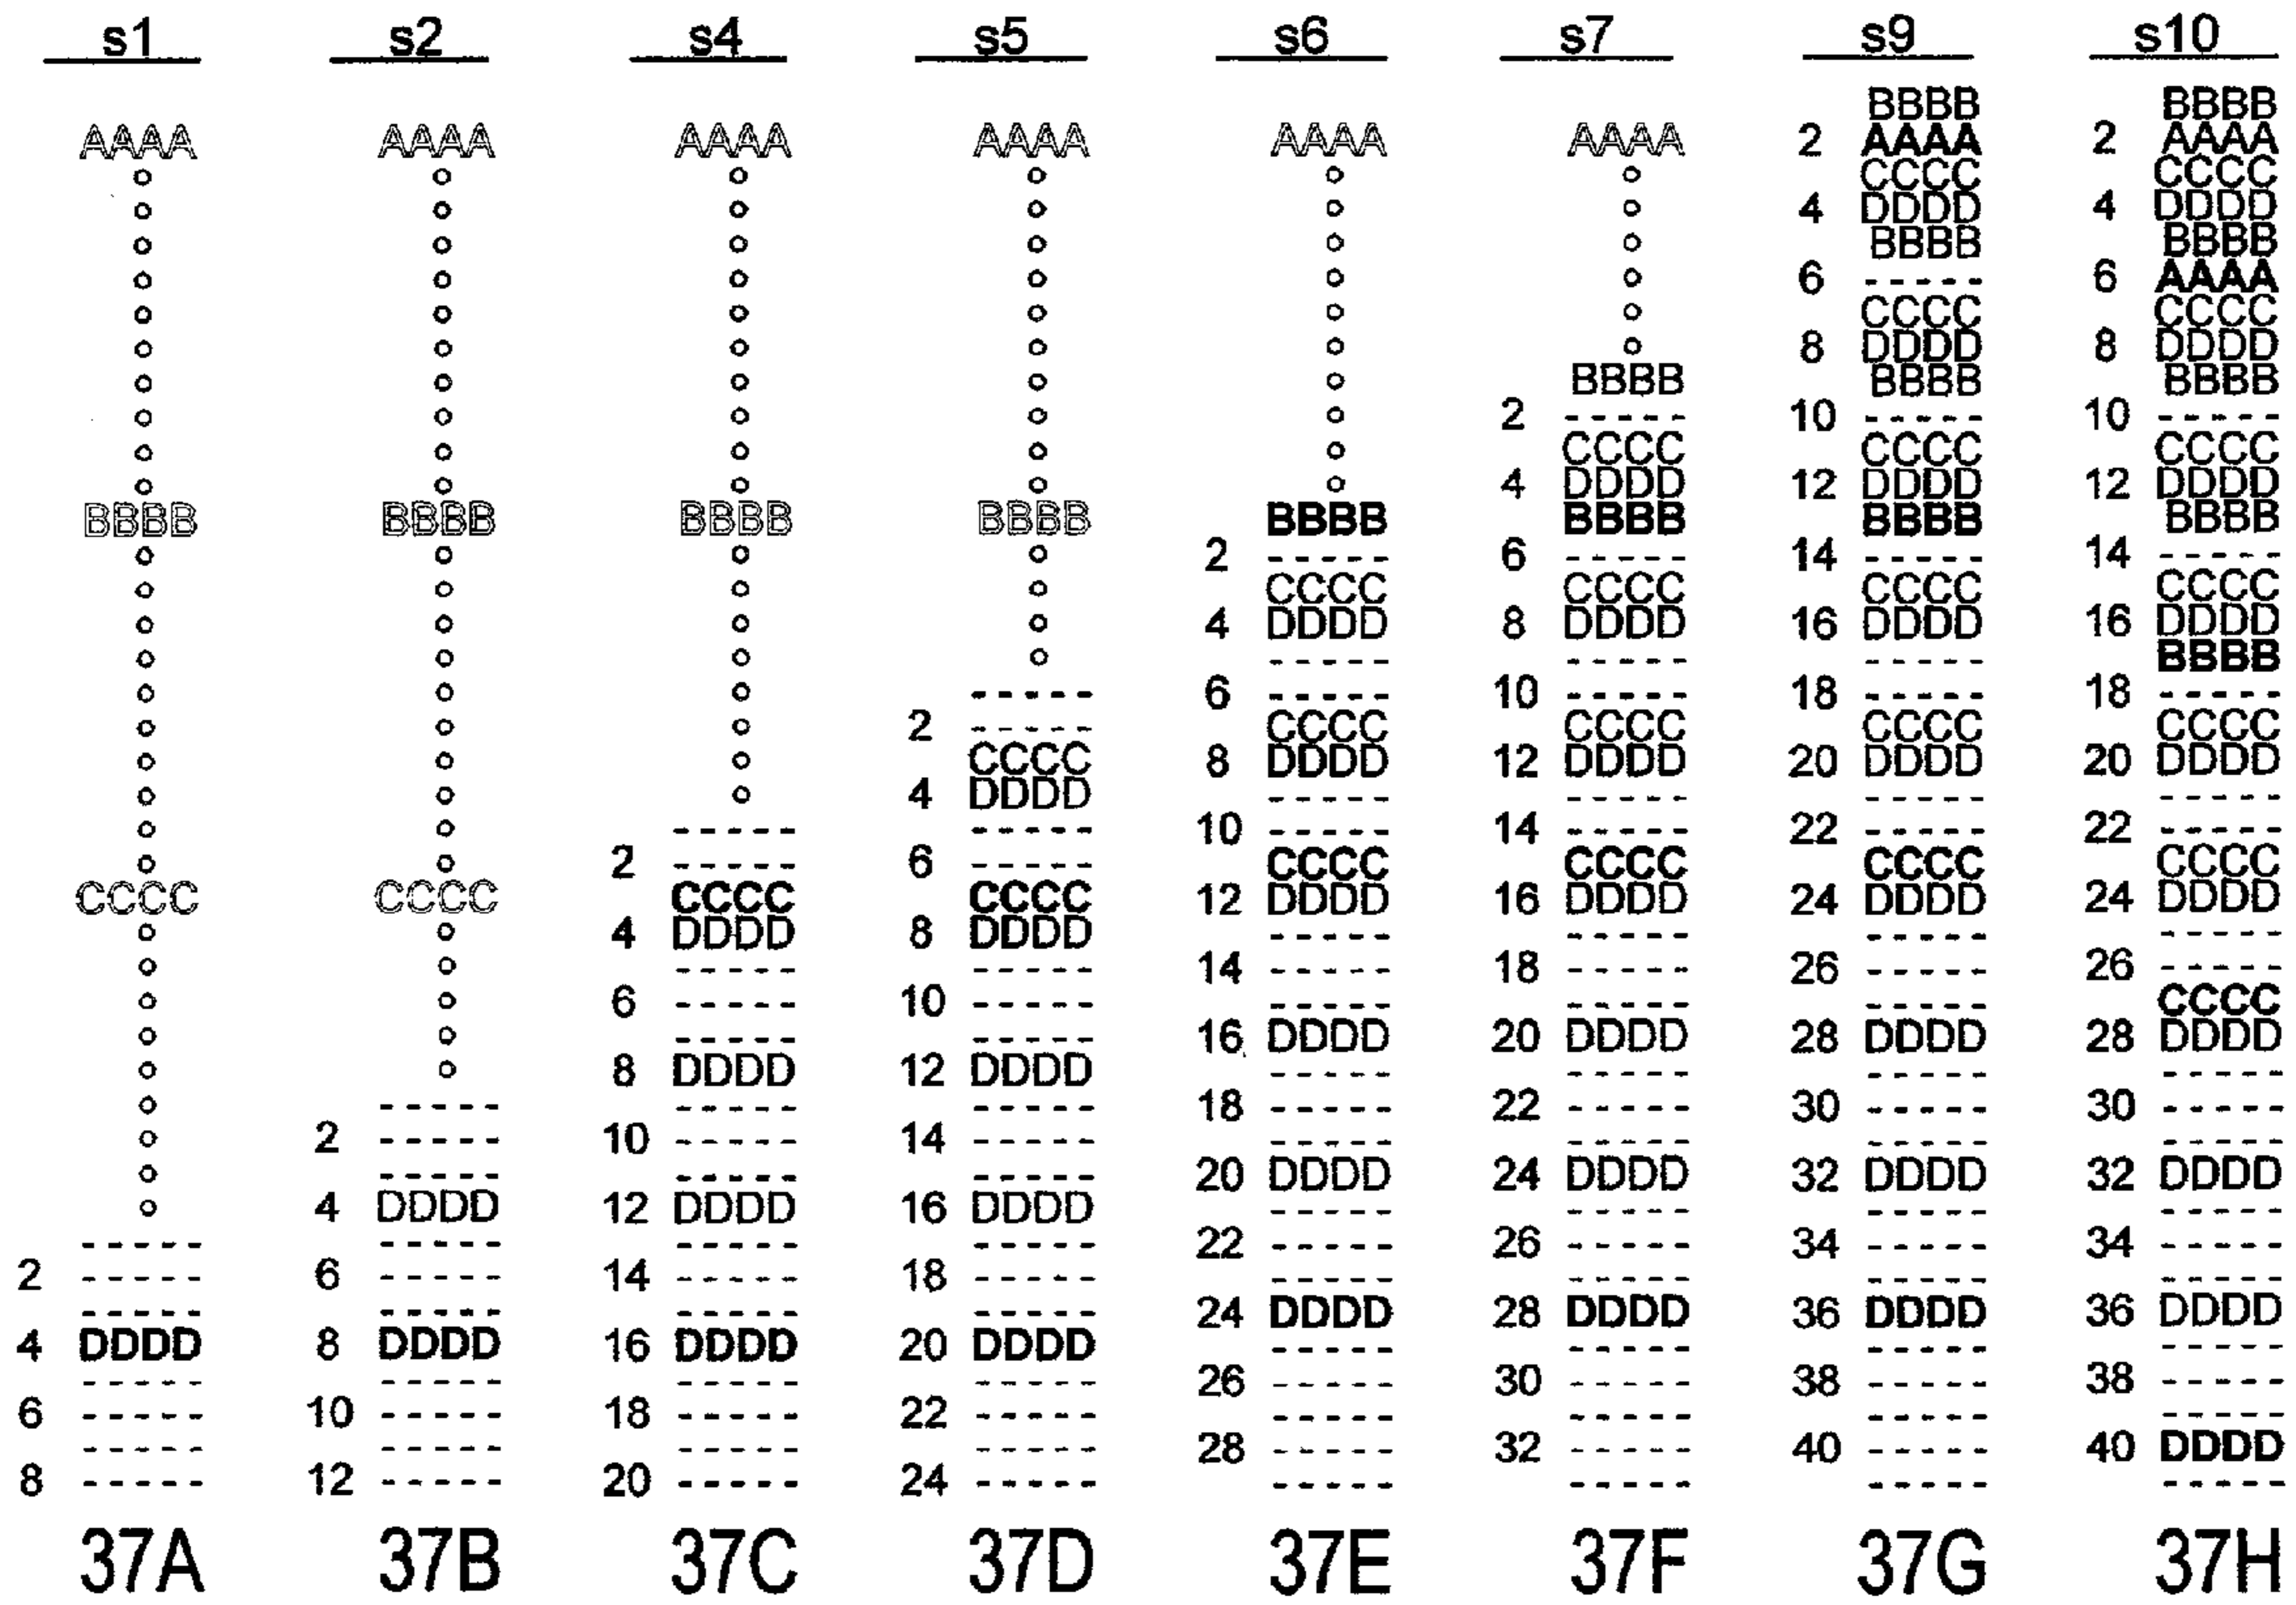 s1
AAAA
BBBB
CCCC
2
4 DDDD
6
8
37A
s2
AAAA
BBBB
CCCC
2
4 DDDD
6
8 DDDD
10
12
37B
s4
AAAA
BBBB
2
CCCC
4 DDDD
6
8 DDDD
10
12 DDDD
14
16 DDDD
18
20
37C
s5
AAAA
BBBB
2
CCCC
4 DDDD
6
CCCC
8 DDDD
10
12 DDDD
14
16 DDDD
18
20 DDDD
22
24
37D
s6
AAAA
BBBB
2
CCCC
4 DDDD
6
CCCC
8 DDDD
10
CCCC
12 DDDD
14
16 DDDD
18
20 DDDD
22
24 DDDD
26
28
37E
s7
AAAA
BBBB
2
CCCC
4 DDDD
BBBB
6
CCCC
8 DDDD
10
CCCC
12 DDDD
14
CCCC
16 DDDD
18
20 DDDD
22
24 DDDD
26
28 DDDD
30
32
37F
s9
BBBB
2 AAAA
CCCC
4 DDDD
BBBB
6
CCCC
8 DDDD
BBBB
10
CCCC
12 DDDD
BBBB
14
CCCC
16 DDDD
18
CCCC
20 DDDD
22
CCCC
24 DDDD
26
28 DDDD
30
32 DDDD
34
36 DDDD
38
40
37G
s10
BBBB
2 AAAA
CCCC
4 DDDD
BBBB
6 AAAA
CCCC
8 DDDD
BBBB
10
CCCC
12 DDDD
BBBB
14
CCCC
16 DDDD
BBBB
18
CCCC
20 DDDD
22
CCCC
24 DDDD
26
CCCC
28 DDDD
30
32 DDDD
34
36 DDDD
38
40 DDDD
37H